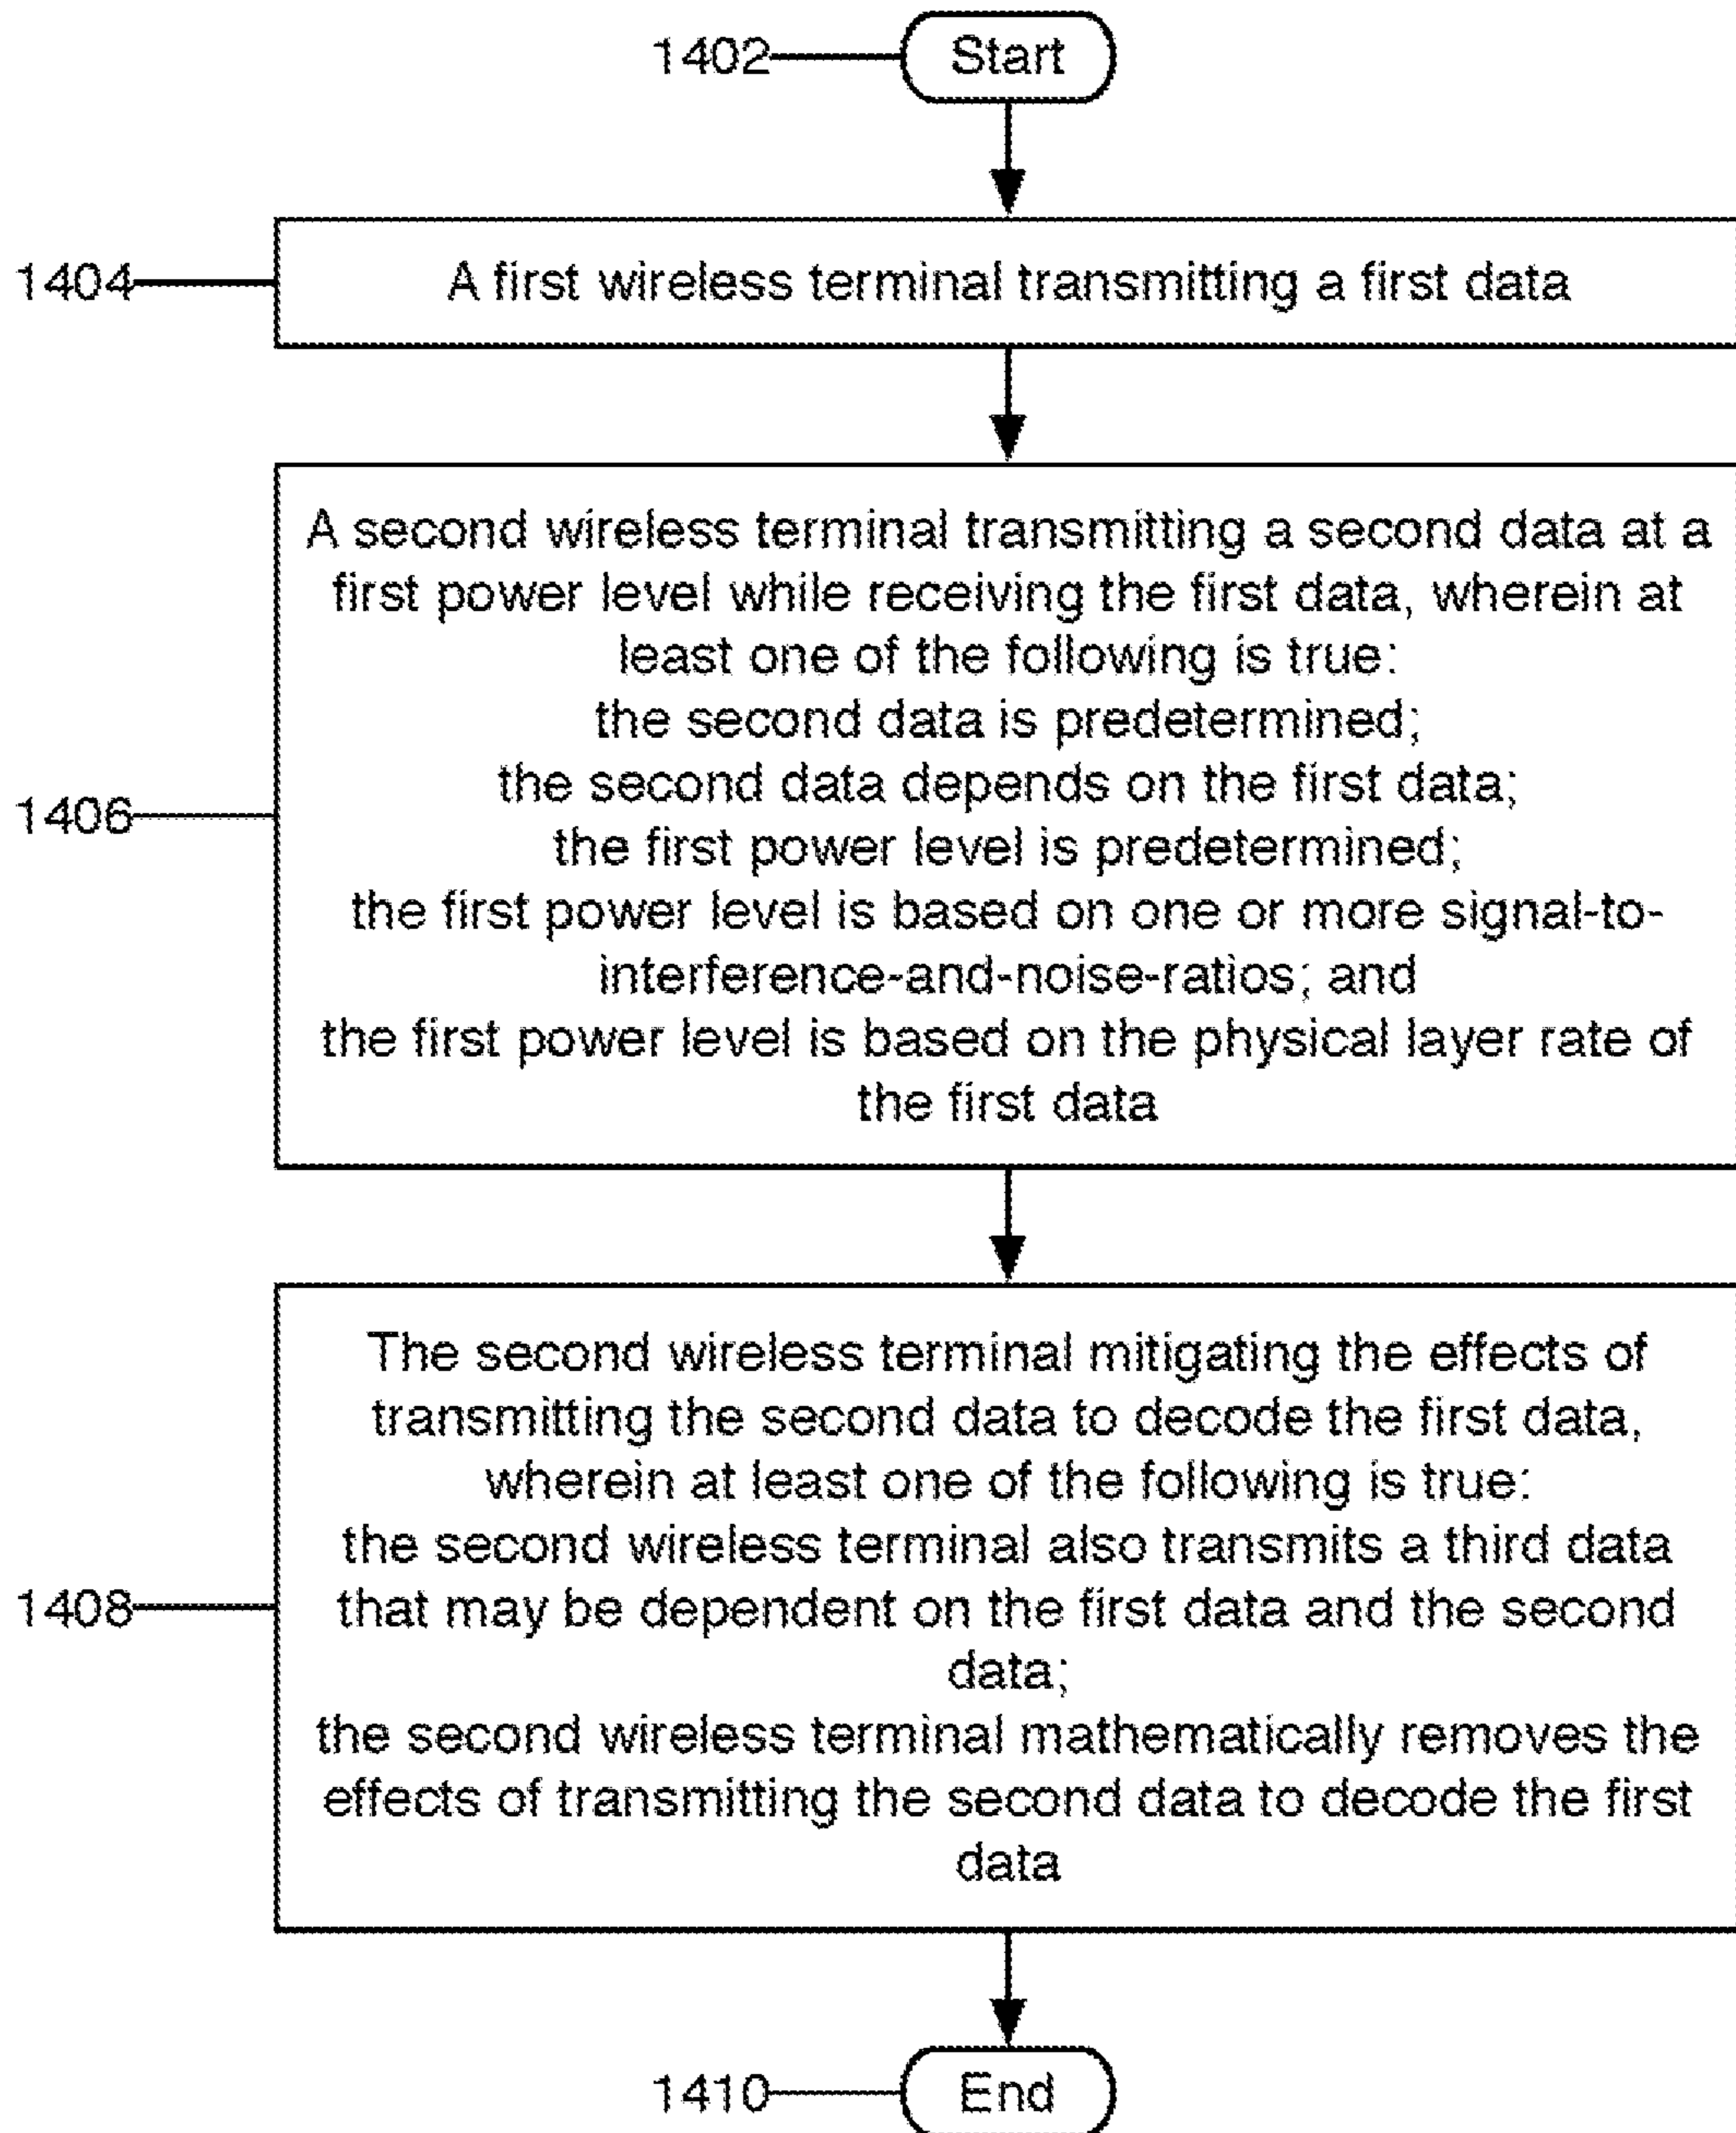 1402 Start
1404 A first wireless terminal transmitting a first data
A second wireless terminal transmitting a second data at a
first power level while receiving the first data, wherein at
least one of the following is true:
the second data is predetermined;
the second data depends on the first data;
1406
the first power level is predetermined;
the first power level is based on one or more signal-to-
interference-and-noise-ratios; and
the first power level is based on the physical layer rate of
the first data
The second wireless terminal mitigating the effects of
transmitting the second data to decode the first data,
wherein at least one of the following is true:
the second wireless terminal also transmits a third data
1408 that may be dependent on the first data and the second
data;
the second wireless terminal mathematically removes the
effects of transmitting the second data to decode the first
data
1410 End